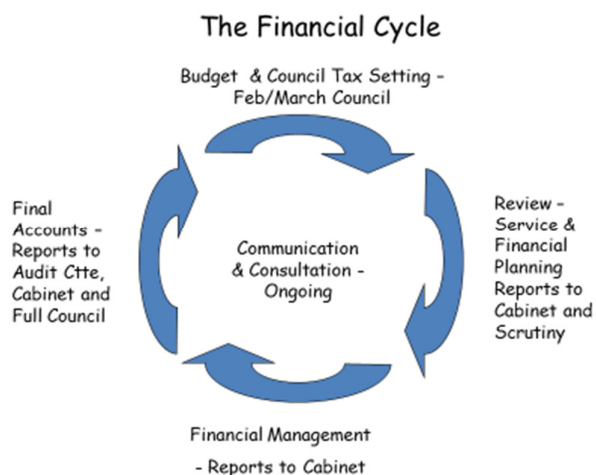 The Financial Cycle
Budget & Council Tax Setting –
Feb/March Council
Final
Accounts –
Reports to
Audit Ctte,
Cabinet and
Full Council
Communication
& Consultation -
Ongoing
Review –
Service &
Financial
Planning
Reports to
Cabinet and
Scrutiny
Financial Management
- Reports to Cabinet